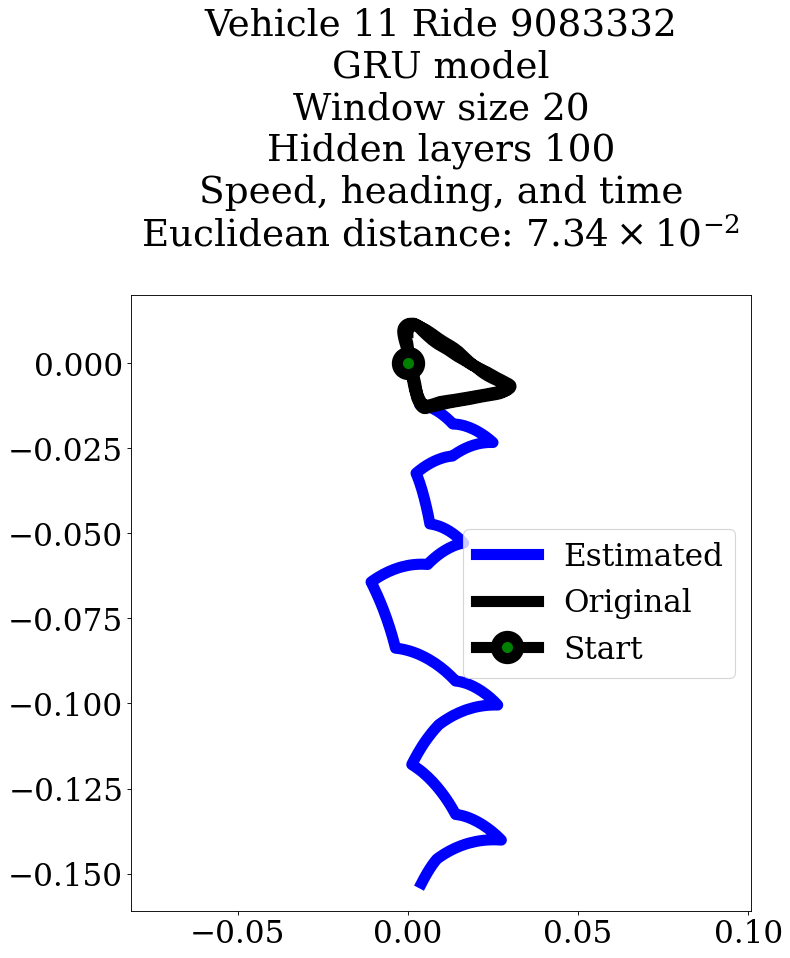 Vehicle 11 Ride 9083332
GRU model
Window size 20
Hidden layers 100
Speed, heading, and time
Euclidean distance: 7.34 × 10⁻²
0.000
−0.025
−0.050
−0.075
−0.100
−0.125
−0.150
Estimated
Original
Start
−0.05 0.00 0.05 0.10